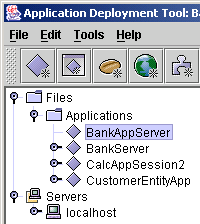 Application Deployment Tool: Ba
File Edit Tools Help
Files
Applications
BankAppServer
BankServer
CalcAppSession2
CustomerEntityApp
Servers
localhost